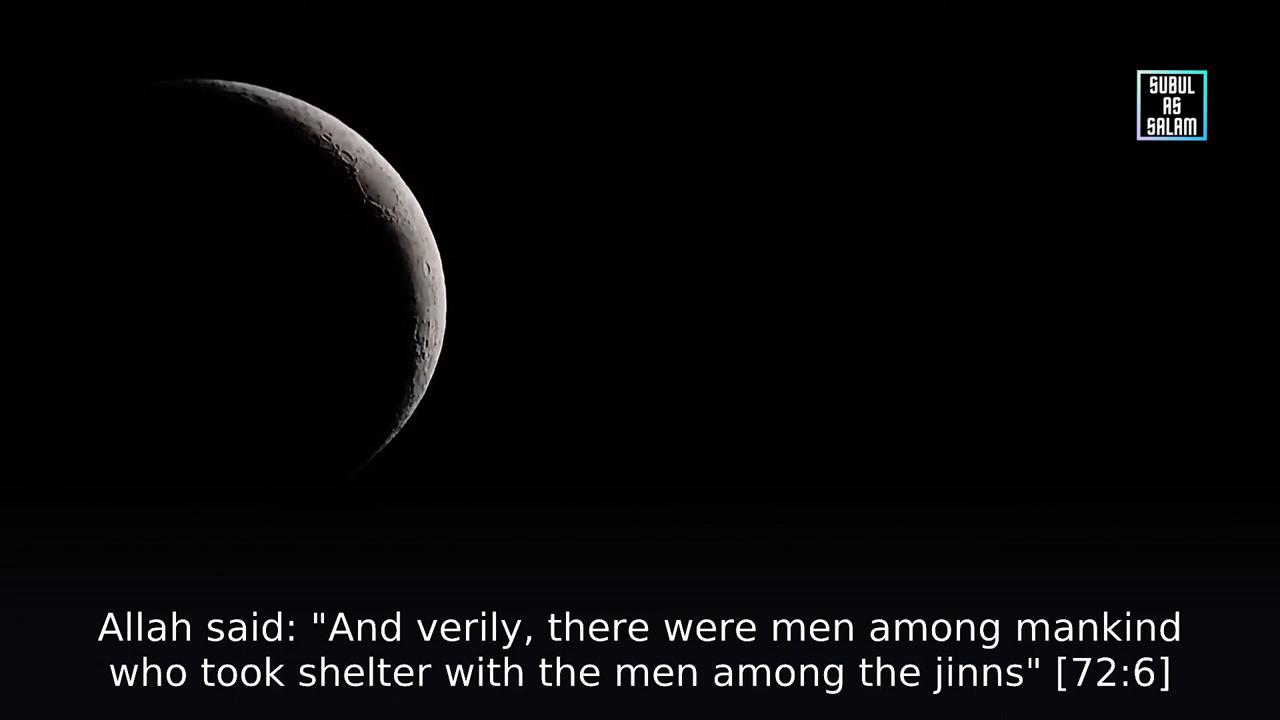 SUBUL
AS
SALAM
Allah said: "And verily, there were men among mankind
who took shelter with the men among the jinns" [72:6]